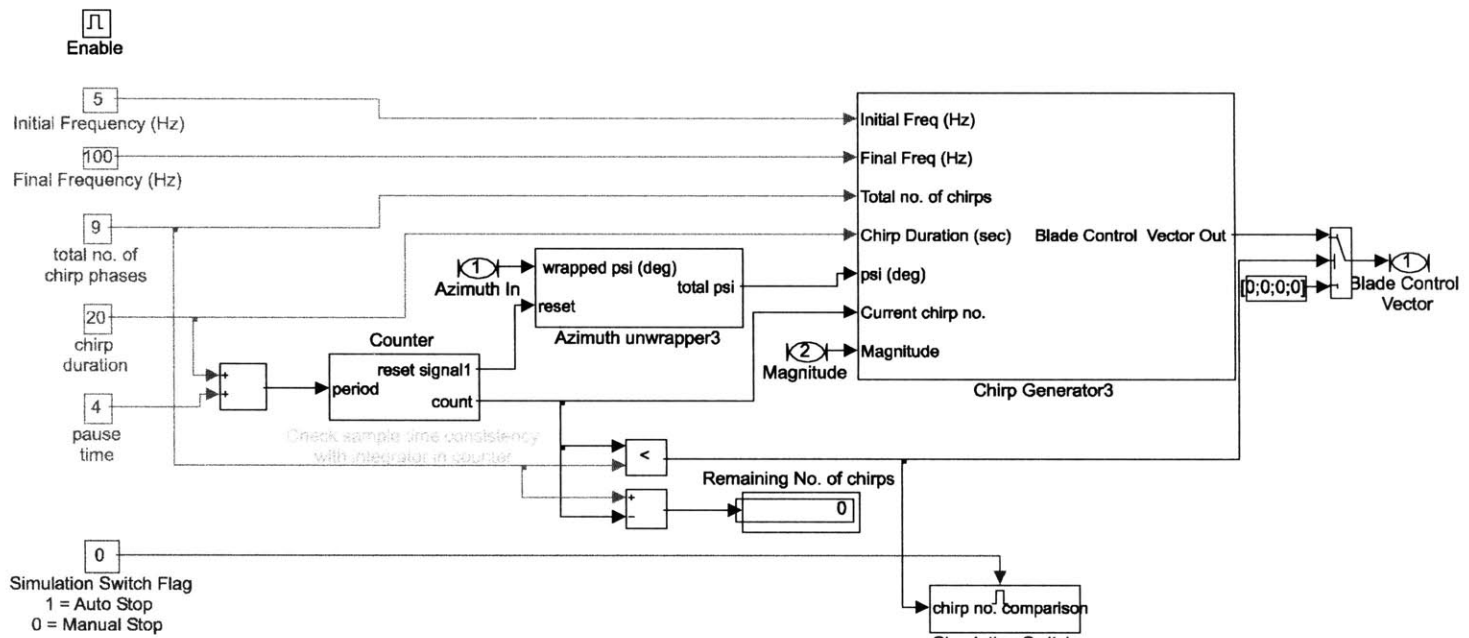 Enable
5
Initial Frequency (Hz)
100
Final Frequency (Hz)
9
total no. of
chirp phases
20
chirp
duration
4
pause
time
Counter
period
reset signal1
count
1
Azimuth In
wrapped psi (deg)
reset
total psi
Azimuth unwrapper3
2
Magnitude
Initial Freq (Hz)
Final Freq (Hz)
Total no. of chirps
Chirp Duration (sec)
psi (deg)
Current chirp no.
Magnitude
Blade Control Vector Out
Chirp Generator3
[0;0;0;0]
1
Blade Control
Vector
+
+
Check sample time consistency
with integrator in counter
<
+
−
Remaining No. of chirps
0
0
Simulation Switch Flag
1 = Auto Stop
0 = Manual Stop
chirp no. comparison